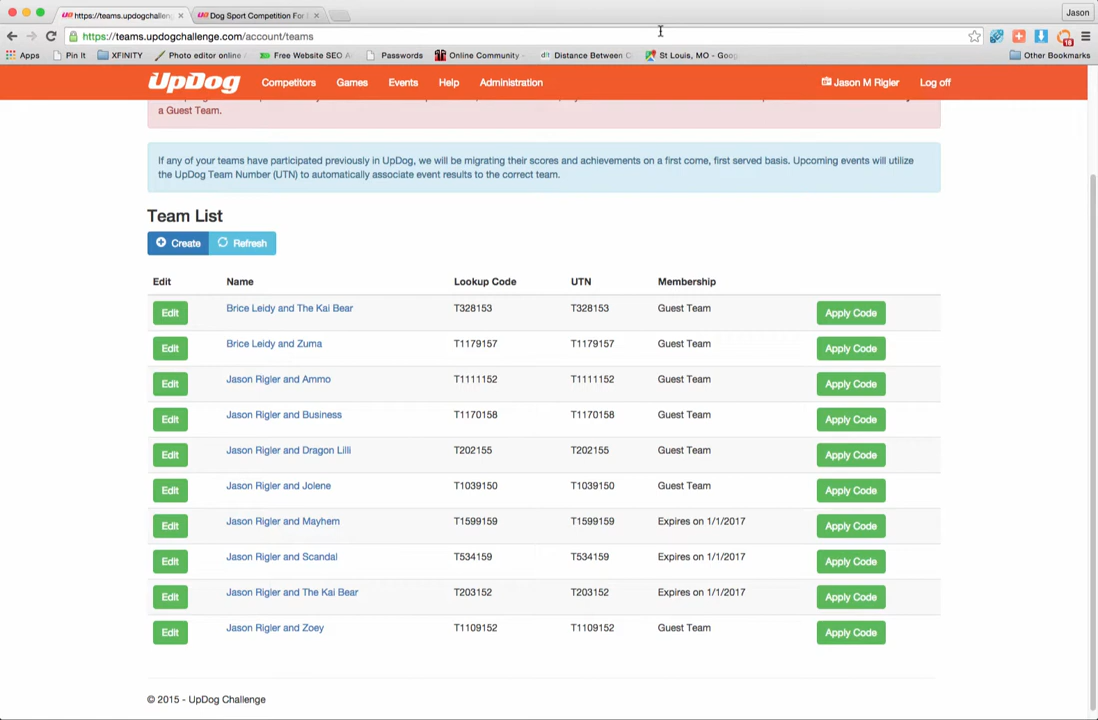 https://teams.updogchalleng
Dog Sport Competition For
Jason
https://teams.updogchallenge.com/account/teams
Apps
Pin It
XFINITY
Photo editor online
Free Website SEO A
Passwords
Online Community
Distance Between C
St Louis, MO - Goog
Other Bookmarks
UpDog
Competitors
Games
Events
Help
Administration
Jason M Rigler
Log off
a Guest Team.
If any of your teams have participated previously in UpDog, we will be migrating their scores and achievements on a first come, first served basis. Upcoming events will utilize
the UpDog Team Number (UTN) to automatically associate event results to the correct team.
Team List
Create
Refresh
Edit Name Lookup Code UTN Membership
Edit Brice Leidy and The Kai Bear T328153 T328153 Guest Team Apply Code
Edit Brice Leidy and Zuma T1179157 T1179157 Guest Team Apply Code
Edit Jason Rigler and Ammo T1111152 T1111152 Guest Team Apply Code
Edit Jason Rigler and Business T1170158 T1170158 Guest Team Apply Code
Edit Jason Rigler and Dragon Lilli T202155 T202155 Guest Team Apply Code
Edit Jason Rigler and Jolene T1039150 T1039150 Guest Team Apply Code
Edit Jason Rigler and Mayhem T1599159 T1599159 Expires on 1/1/2017 Apply Code
Edit Jason Rigler and Scandal T534159 T534159 Expires on 1/1/2017 Apply Code
Edit Jason Rigler and The Kai Bear T203152 T203152 Expires on 1/1/2017 Apply Code
Edit Jason Rigler and Zoey T1109152 T1109152 Guest Team Apply Code
© 2015 - UpDog Challenge